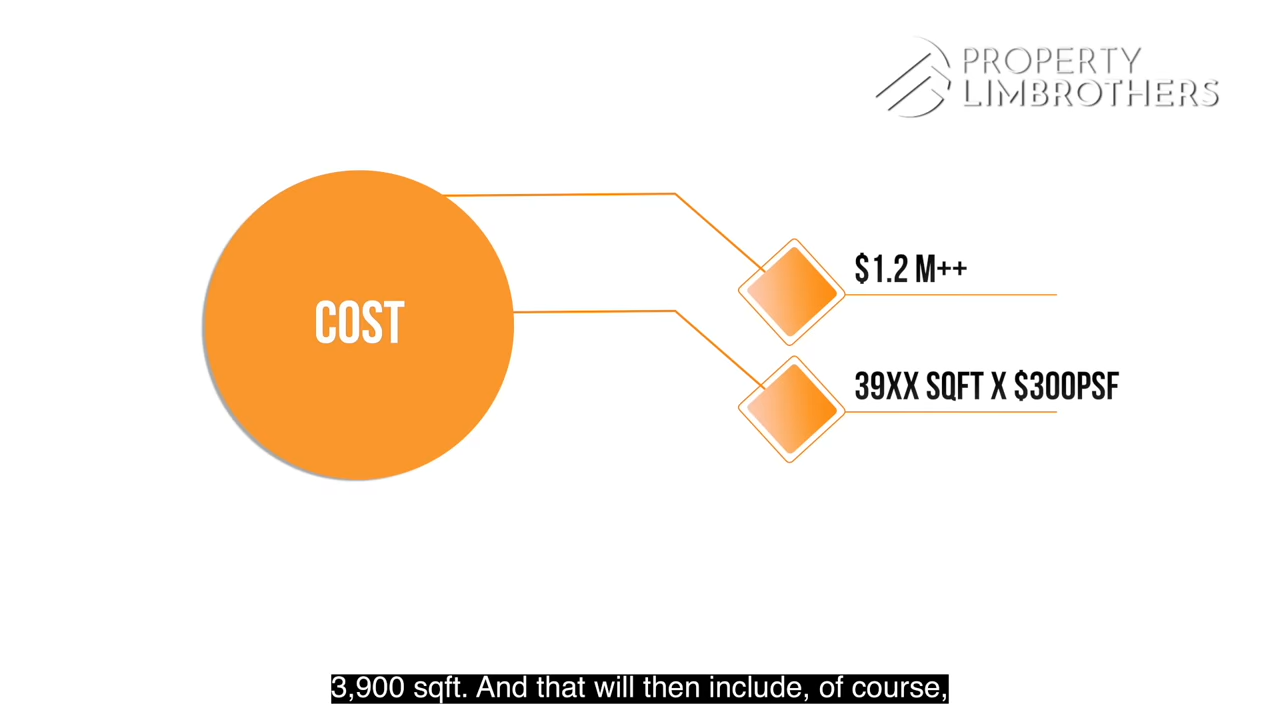 PROPERTY
LIMBROTHERS
COST
$1.2 M++
39XX SQFT X $300PSF
3,900 sqft. And that will then include, of course,